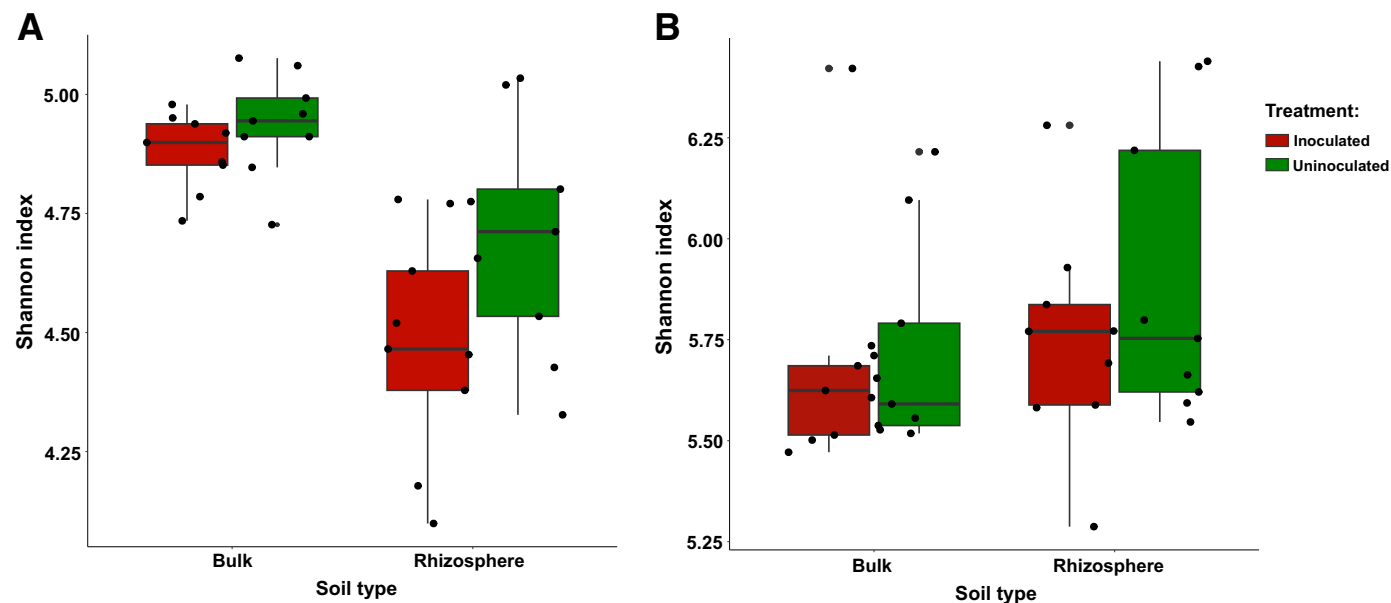 A
Shannon index
5.00
4.75
4.50
4.25
Bulk
Rhizosphere
Soil type
B
Shannon index
6.25
6.00
5.75
5.50
5.25
Bulk
Rhizosphere
Soil type
Treatment:
Inoculated
Uninoculated